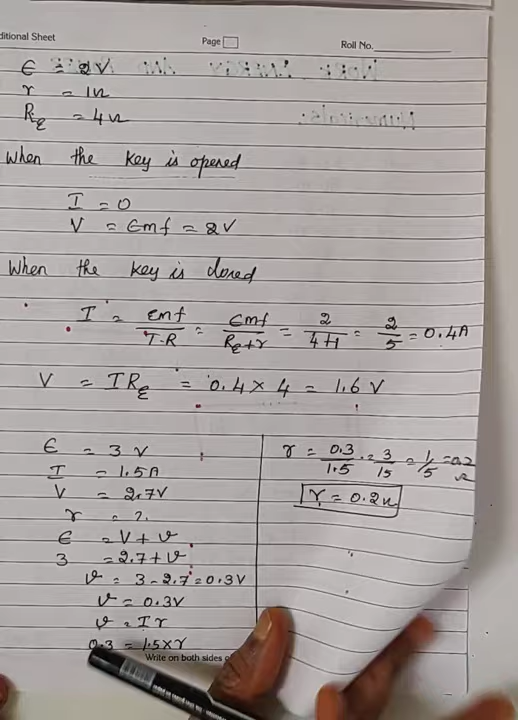 ditional Sheet
Page
Roll No.
ϵ = 2V
r = 1Ω
R_ξ = 4Ω
When the key is opened
I = 0
V = Emf = 2V
When the key is closed
I = Emf/T.R = Emf/R_ξ+r = 2/4+1 = 2/5 = 0.4A
V = IR_ξ = 0.4 × 4 = 1.6 V
ϵ = 3 V
I = 1.5A
V = 2.7V
r = ?
ϵ = V + v
3 = 2.7 + v
v = 3 - 2.7 = 0.3V
v = 0.3V
v = Ir
0.3 = 1.5×r
r = 0.3/1.5 = 3/15 = 1/5 = 0.2 Ω
r = 0.2Ω
Write on both sides